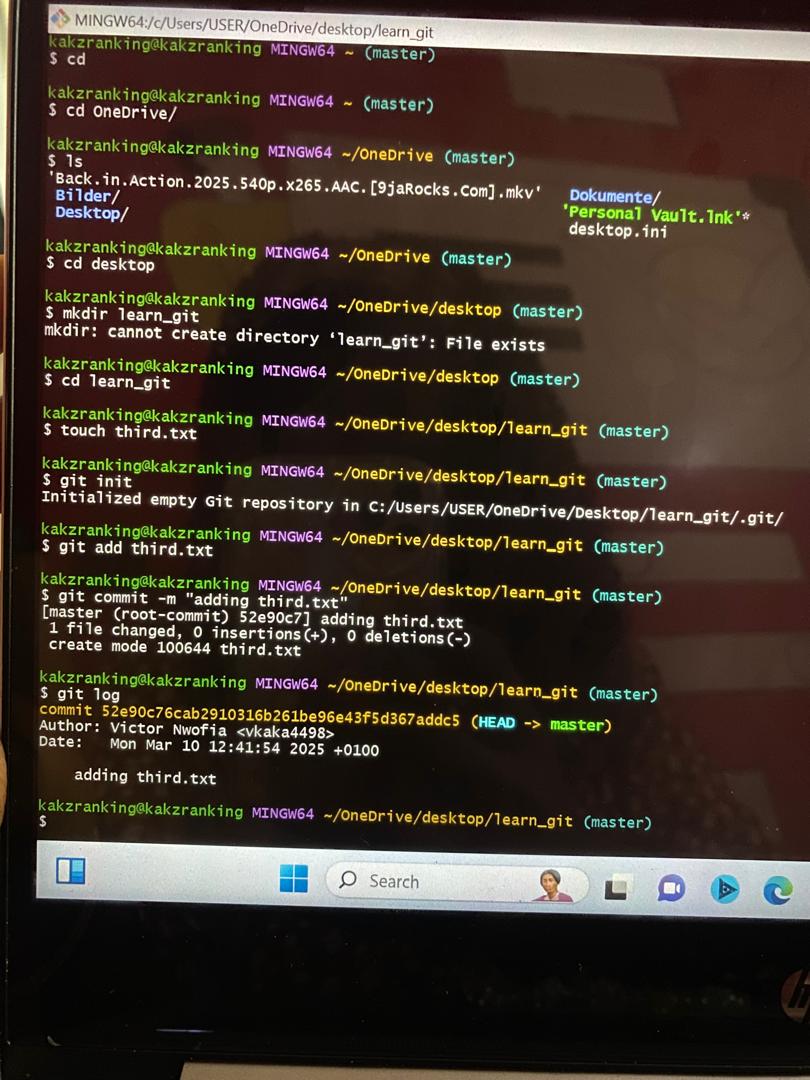 MINGW64:/c/Users/USER/OneDrive/desktop/learn_git
kakzranking@kakzranking MINGW64 ~ (master)
$ cd
kakzranking@kakzranking MINGW64 ~ (master)
$ cd OneDrive/
kakzranking@kakzranking MINGW64 ~/OneDrive (master)
$ ls
'Back.in.Action.2025.540p.x265.AAC.[9jaRocks.Com].mkv' Dokumente/
Bilder/ 'Personal Vault.lnk'*
Desktop/ desktop.ini
kakzranking@kakzranking MINGW64 ~/OneDrive (master)
$ cd desktop
kakzranking@kakzranking MINGW64 ~/OneDrive/desktop (master)
$ mkdir learn_git
mkdir: cannot create directory ‘learn_git’: File exists
kakzranking@kakzranking MINGW64 ~/OneDrive/desktop (master)
$ cd learn_git
kakzranking@kakzranking MINGW64 ~/OneDrive/desktop/learn_git (master)
$ touch third.txt
kakzranking@kakzranking MINGW64 ~/OneDrive/desktop/learn_git (master)
$ git init
Initialized empty Git repository in C:/Users/USER/OneDrive/Desktop/learn_git/.git/
kakzranking@kakzranking MINGW64 ~/OneDrive/desktop/learn_git (master)
$ git add third.txt
kakzranking@kakzranking MINGW64 ~/OneDrive/desktop/learn_git (master)
$ git commit -m "adding third.txt"
[master (root-commit) 52e90c7] adding third.txt
1 file changed, 0 insertions(+), 0 deletions(-)
create mode 100644 third.txt
kakzranking@kakzranking MINGW64 ~/OneDrive/desktop/learn_git (master)
$ git log
commit 52e90c76cab2910316b261be96e43f5d367addc5 (HEAD -> master)
Author: Victor Nwofia <vkaka4498>
Date: Mon Mar 10 12:41:54 2025 +0100
adding third.txt
kakzranking@kakzranking MINGW64 ~/OneDrive/desktop/learn_git (master)
$
Search
hp